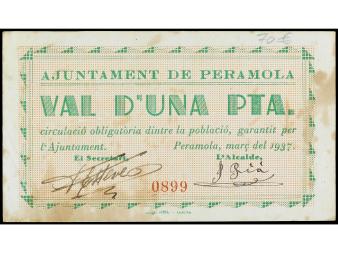 70€
AJUNTAMENT DE PERAMOLA
VAL D'UNA PTA.
circulació obligatoria dintre la població, garantit per
l'Ajuntament. Peramola, març del 1937.
El Secretari, L'Alcalde,
0899